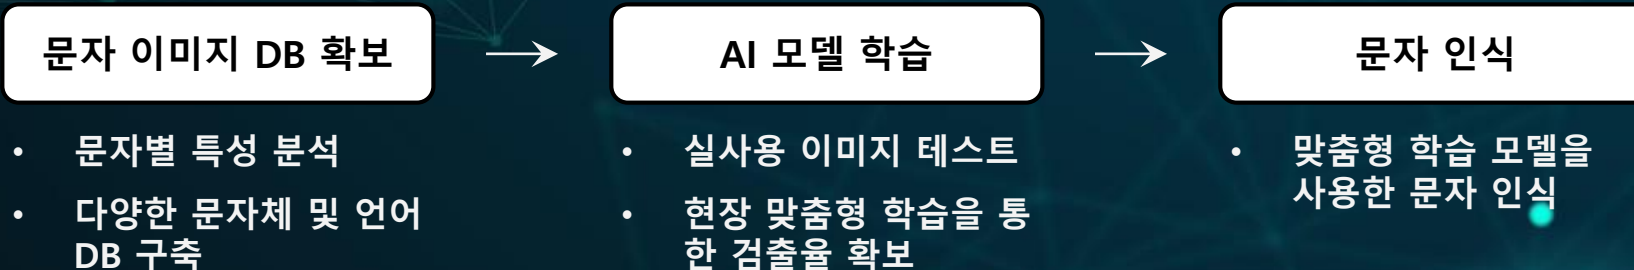 문자 이미지 DB 확보
• 문자별 특성 분석
• 다양한 문자체 및 언어
DB 구축
AI 모델 학습
• 실사용 이미지 테스트
• 현장 맞춤형 학습을 통
한 검출율 확보
문자 인식
• 맞춤형 학습 모델을
사용한 문자 인식